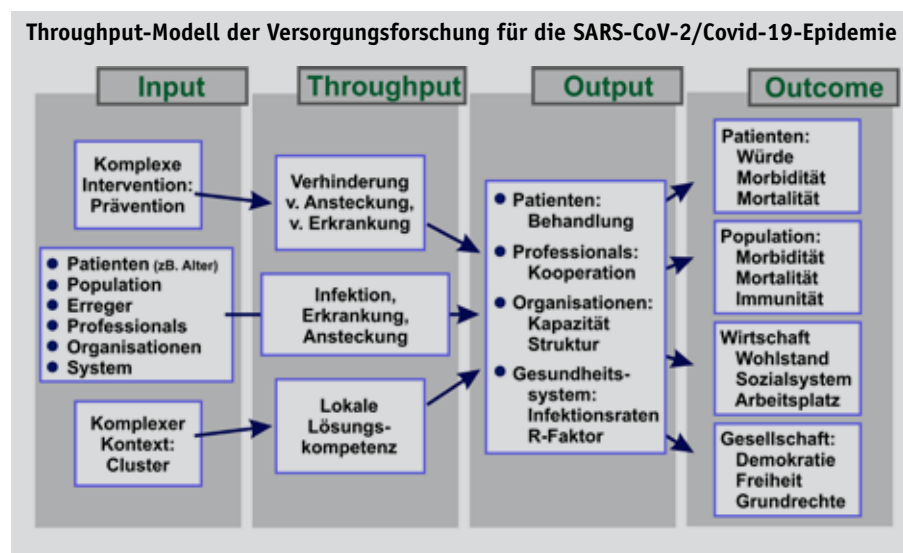 Throughput-Modell der Versorgungsforschung für die SARS-CoV-2/Covid-19-Epidemie
Input
Komplexe
Intervention:
Prävention
● Patienten (zB. Alter)
● Population
● Erreger
● Professionals
● Organisationen
● System
Komplexer
Kontext:
Cluster
Throughput
Verhinderung
v. Ansteckung,
v. Erkrankung
Infektion,
Erkrankung,
Ansteckung
Lokale
Lösungs-
kompetenz
Output
● Patienten:
Behandlung
● Professionals:
Kooperation
● Organisationen:
Kapazität
Struktur
● Gesundheits-
system:
Infektionsraten
R-Faktor
Outcome
Patienten:
Würde
Morbidität
Mortalität
Population:
Morbidität
Mortalität
Immunität
Wirtschaft
Wohlstand
Sozialsystem
Arbeitsplatz
Gesellschaft:
Demokratie
Freiheit
Grundrechte